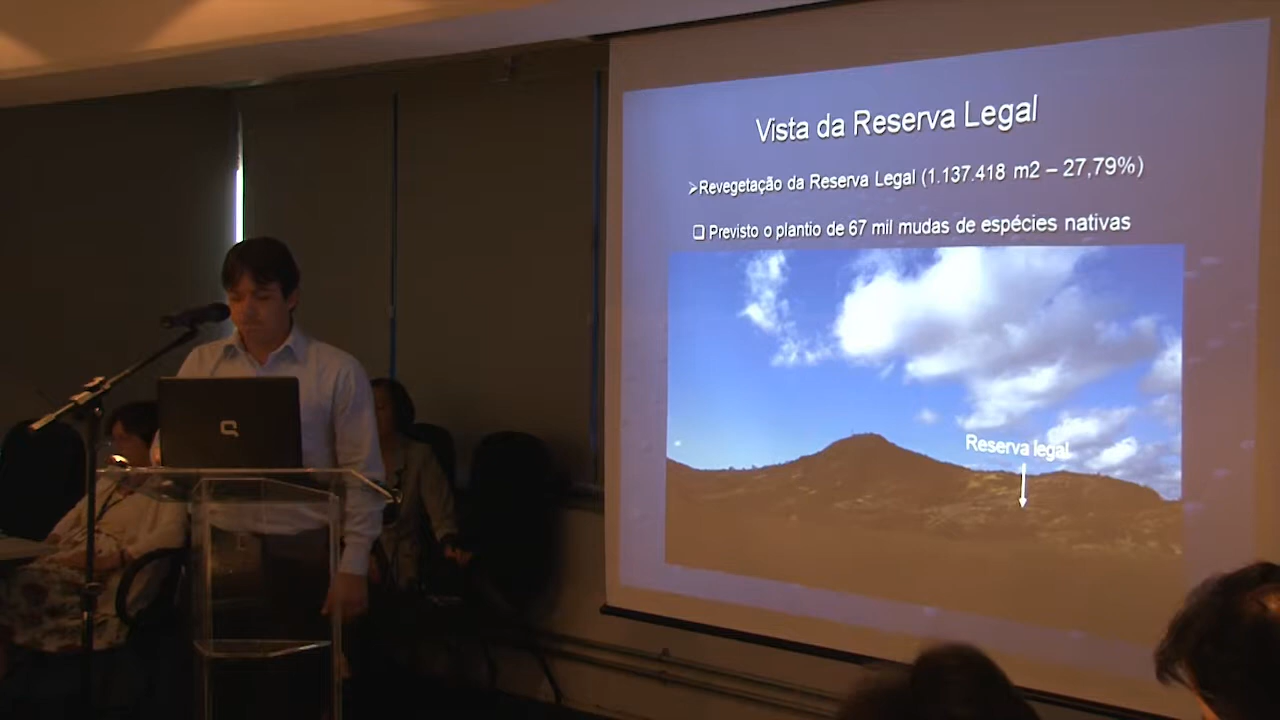 Vista da Reserva Legal
➢Revegetação da Reserva Legal (1.137.418 m2 – 27,79%)
❑ Previsto o plantio de 67 mil mudas de espécies nativas
Reserva legal